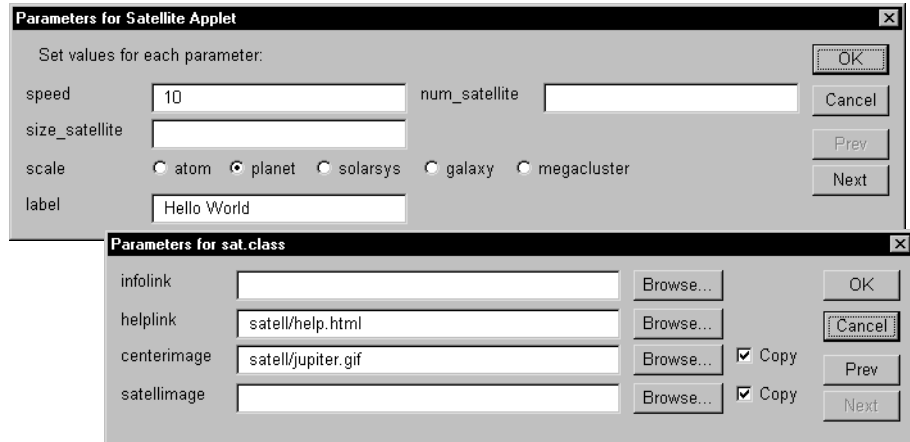 Parameters for Satellite Applet
Set values for each parameter:
OK
speed 10 num_satellite
Cancel
size_satellite
Prev
scale atom planet solarsys galaxy megacluster
Next
label Hello World
Parameters for sat.class
infolink Browse... OK
helplink satell/help.html Browse... Cancel
centerimage satell/jupiter.gif Browse... Copy
Prev
satellimage Browse... Copy
Next